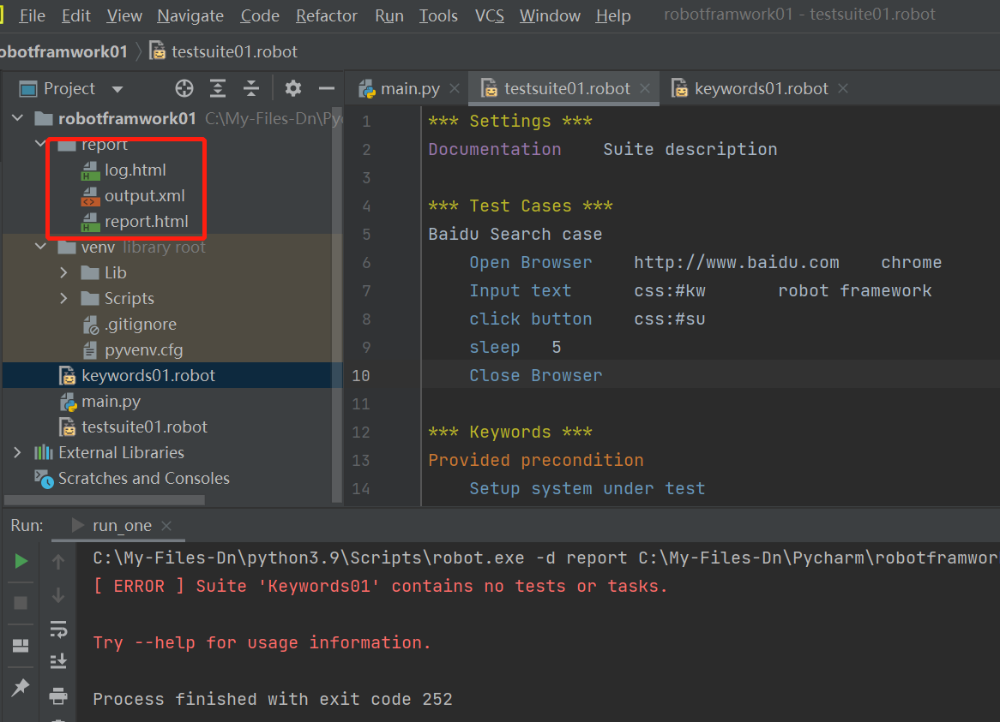 File Edit View Navigate Code Refactor Run Tools VCS Window Help robotframwork01 - testsuite01.robot
obotframwork01 testsuite01.robot
Project
main.py testsuite01.robot keywords01.robot
robotframwork01 C:\My-Files-Dn\Pyc
report
log.html
output.xml
report.html
venv library root
Lib
Scripts
.gitignore
pyvenv.cfg
keywords01.robot
main.py
testsuite01.robot
External Libraries
Scratches and Consoles
1 *** Settings ***
2 Documentation Suite description
3
4 *** Test Cases ***
5 Baidu Search case
6 Open Browser http://www.baidu.com chrome
7 Input text css:#kw robot framework
8 click button css:#su
9 sleep 5
10 Close Browser
11
12 *** Keywords ***
13 Provided precondition
14 Setup system under test
Run: run_one
C:\My-Files-Dn\python3.9\Scripts\robot.exe -d report C:\My-Files-Dn\Pycharm\robotframwor
[ ERROR ] Suite 'Keywords01' contains no tests or tasks.
Try --help for usage information.
Process finished with exit code 252